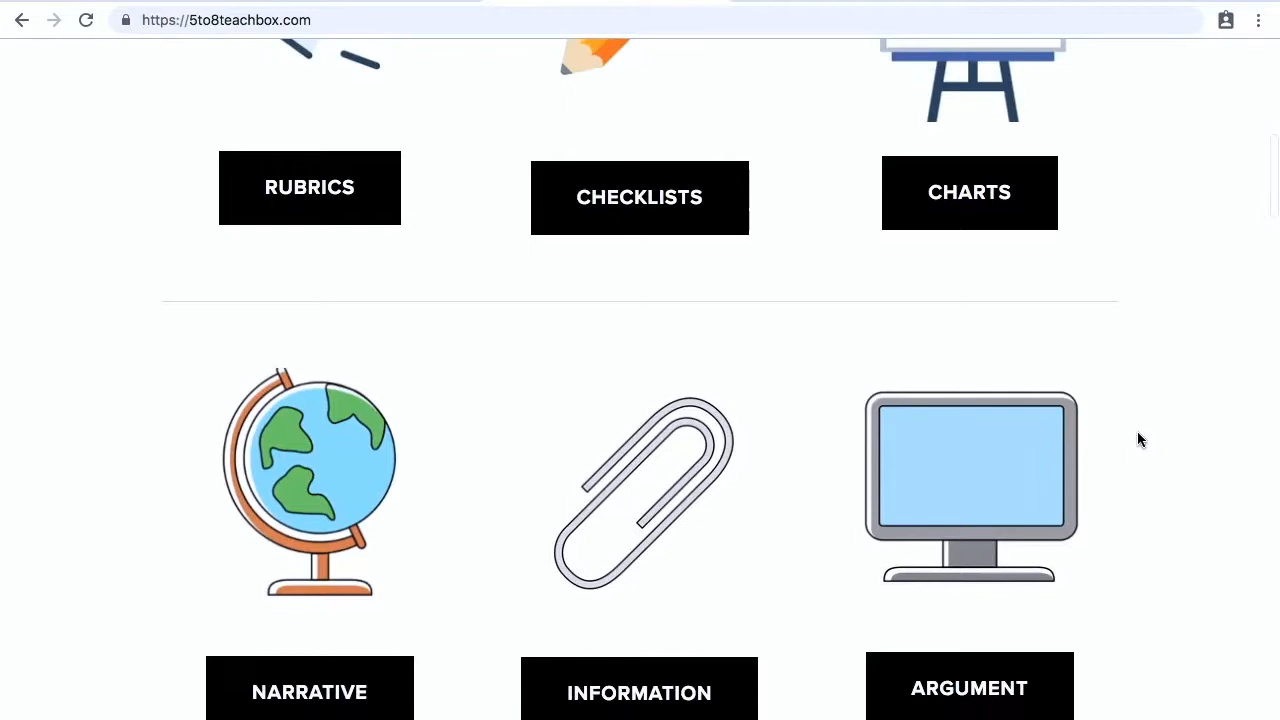 https://5to8teachbox.com
RUBRICS
CHECKLISTS
CHARTS
NARRATIVE
INFORMATION
ARGUMENT